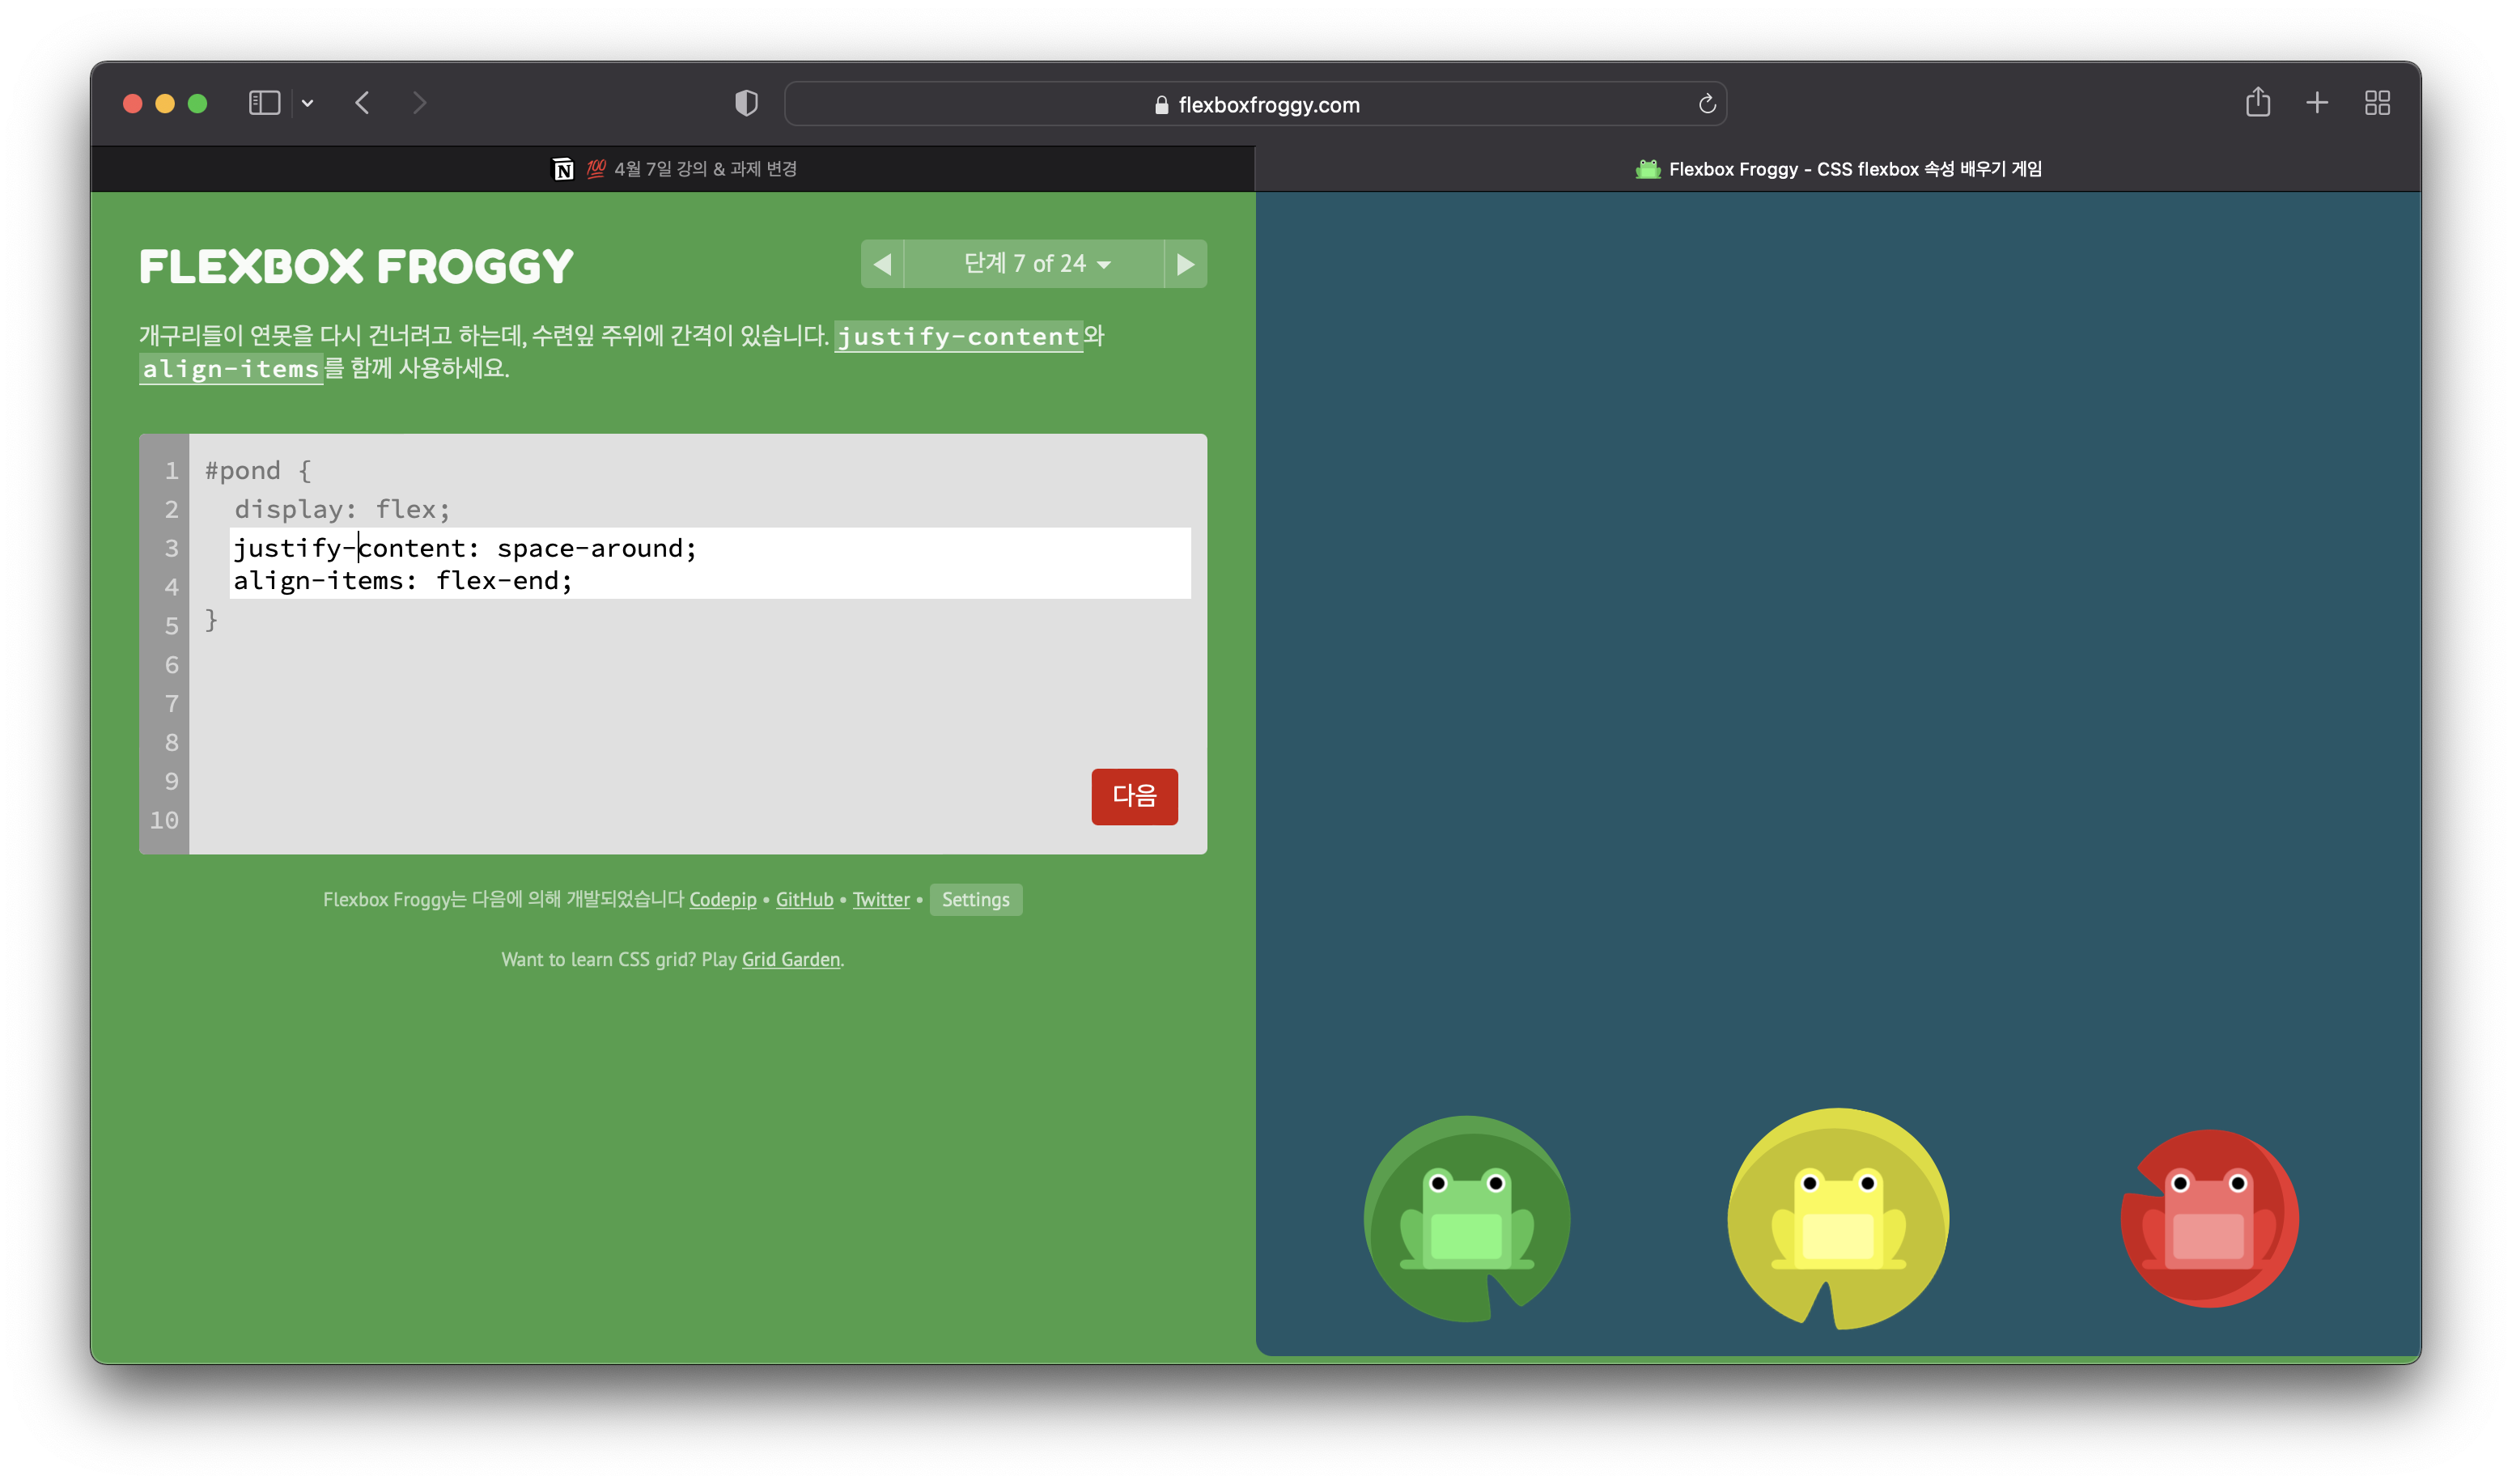 flexboxfroggy.com
💯 4월 7일 강의 & 과제 변경
Flexbox Froggy - CSS flexbox 속성 배우기 게임
FLEXBOX FROGGY
단계 7 of 24
개구리들이 연못을 다시 건너려고 하는데, 수련잎 주위에 간격이 있습니다. justify-content와
align-items를 함께 사용하세요.
1 #pond {
2 display: flex;
3 justify-content: space-around;
4 align-items: flex-end;
5 }
6
7
8
9
10
다음
Flexbox Froggy는 다음에 의해 개발되었습니다 Codepip • GitHub • Twitter • Settings
Want to learn CSS grid? Play Grid Garden.